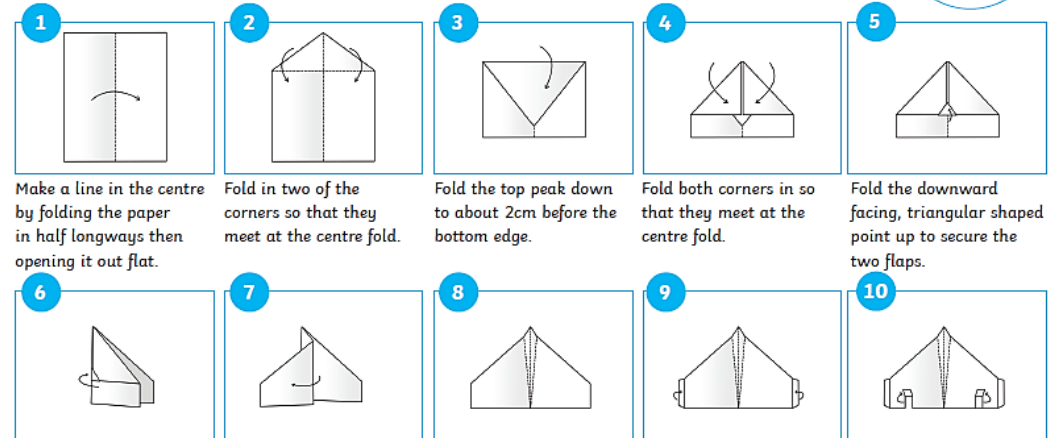 1
Make a line in the centre
by folding the paper
in half longways then
opening it out flat.
2
Fold in two of the
corners so that they
meet at the centre fold.
3
Fold the top peak down
to about 2cm before the
bottom edge.
4
Fold both corners in so
that they meet at the
centre fold.
5
Fold the downward
facing, triangular shaped
point up to secure the
two flaps.
6
7
8
9
10